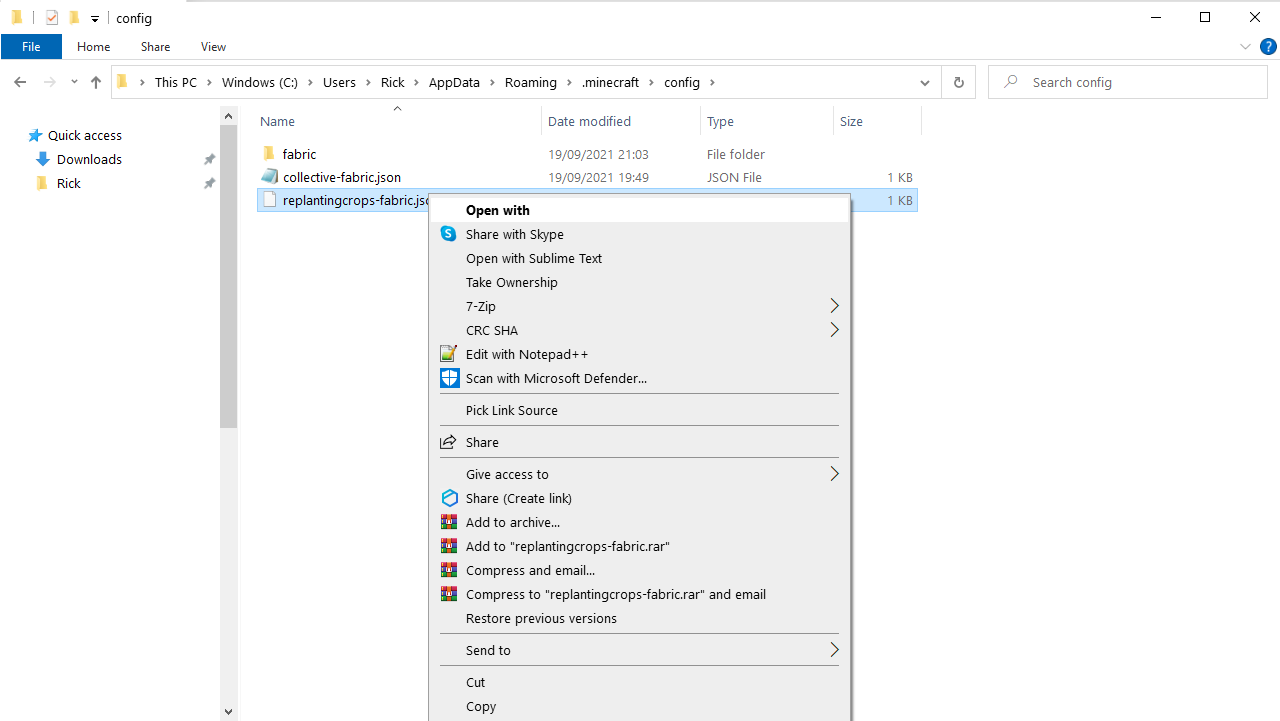 config
File Home Share View
This PC Windows (C:) Users Rick AppData Roaming .minecraft config
Search config
Name Date modified Type Size
Quick access
Downloads
Rick
fabric 19/09/2021 21:03 File folder
collective-fabric.json 19/09/2021 19:49 JSON File 1 KB
replantingcrops-fabric.jso 1 KB
Open with
Share with Skype
Open with Sublime Text
Take Ownership
7-Zip
CRC SHA
Edit with Notepad++
Scan with Microsoft Defender...
Pick Link Source
Share
Give access to
Share (Create link)
Add to archive...
Add to "replantingcrops-fabric.rar"
Compress and email...
Compress to "replantingcrops-fabric.rar" and email
Restore previous versions
Send to
Cut
Copy